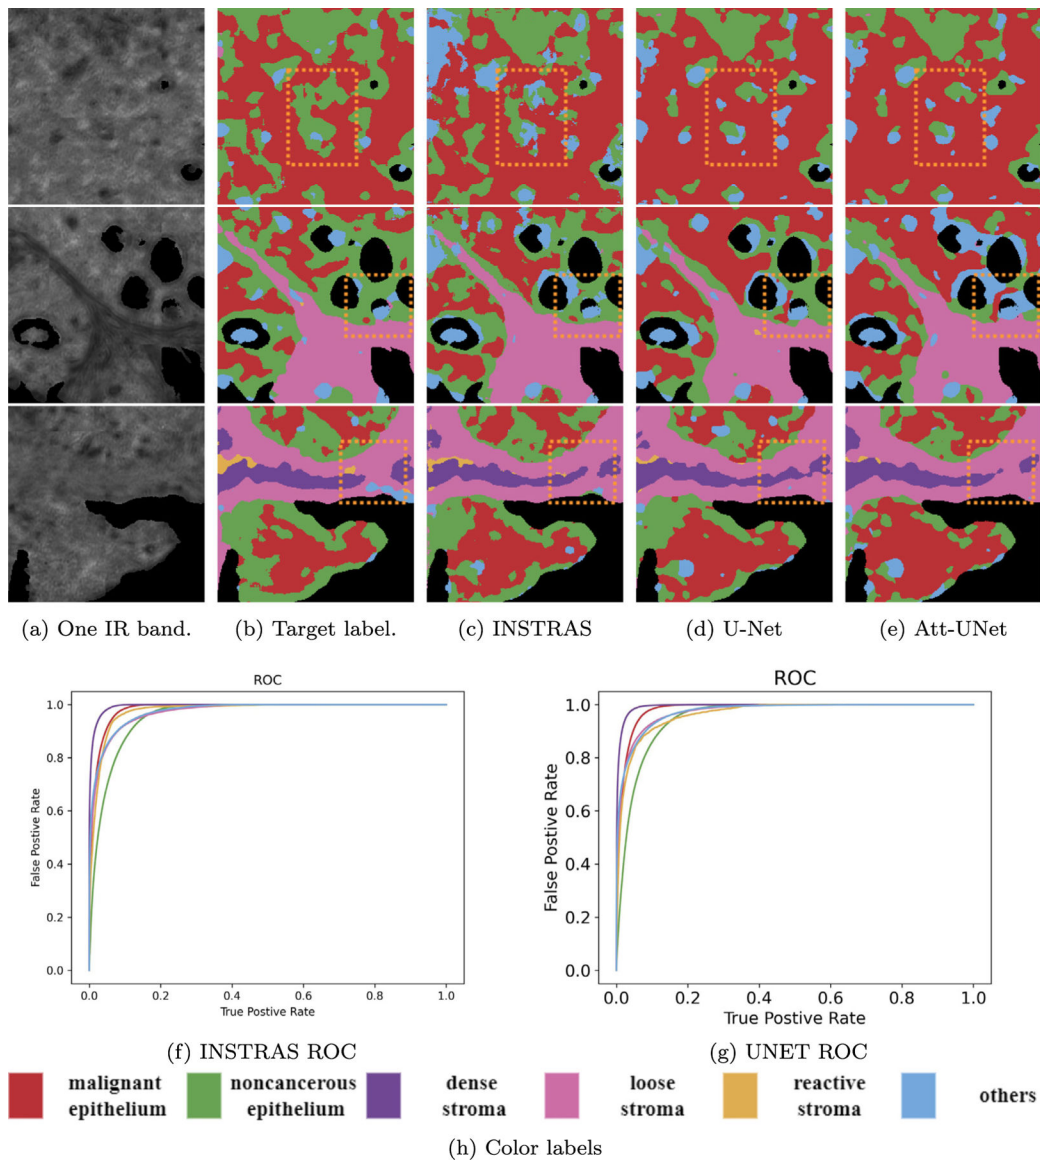 (a) One IR band. (b) Target label. (c) INSTRAS (d) U-Net (e) Att-UNet
ROC
False Postive Rate
1.0
0.8
0.6
0.4
0.2
0.0
0.0 0.2 0.4 0.6 0.8 1.0
True Postive Rate
(f) INSTRAS ROC
ROC
False Postive Rate
1.0
0.8
0.6
0.4
0.2
0.0
0.0 0.2 0.4 0.6 0.8 1.0
True Postive Rate
(g) UNET ROC
malignant epithelium
noncancerous epithelium
dense stroma
loose stroma
reactive stroma
others
(h) Color labels